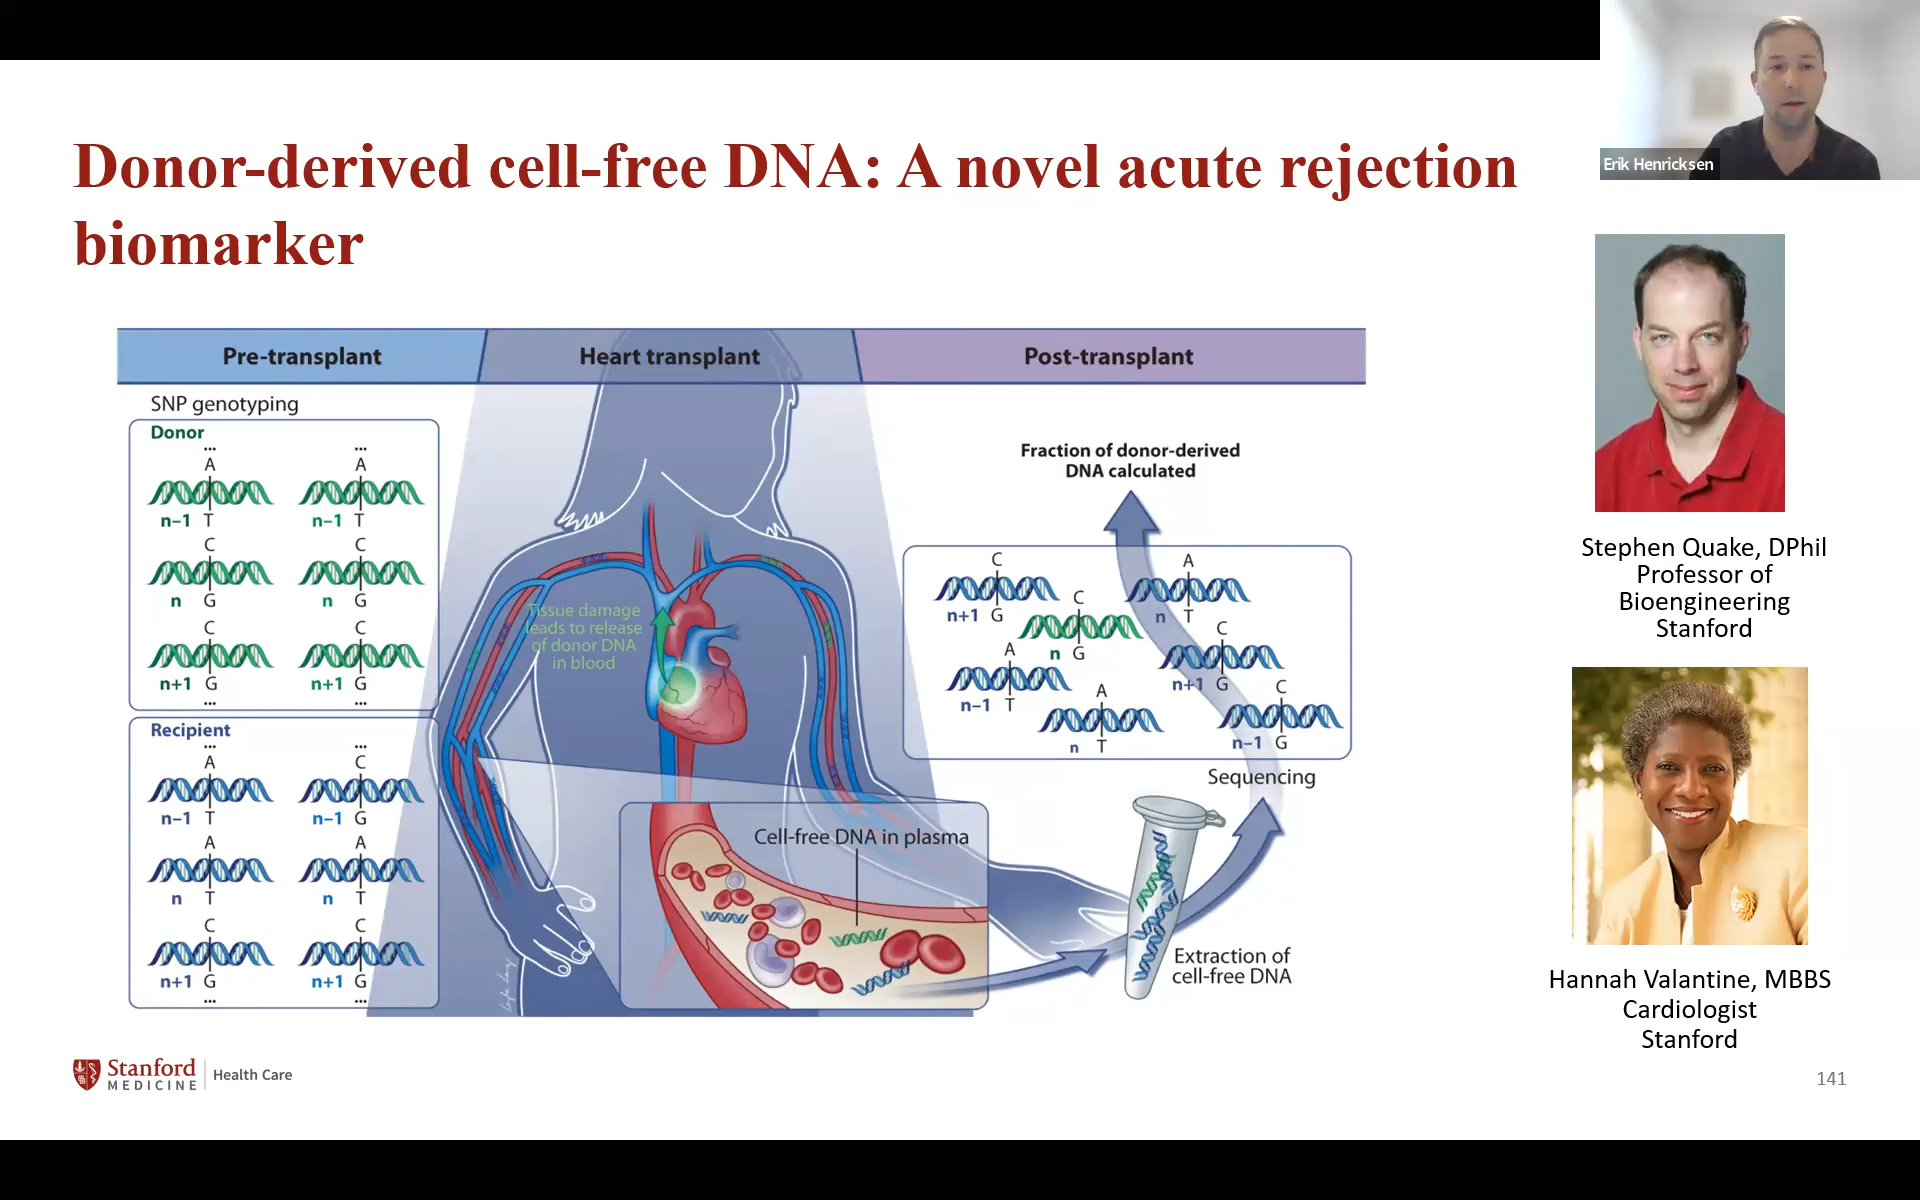 Erik Henricksen
Donor-derived cell-free DNA: A novel acute rejection
biomarker
Pre-transplant
Heart transplant
Post-transplant
SNP genotyping
Donor
...
...
A
A
n–1 T
n–1 T
C
C
n G
n G
C
C
n+1 G
n+1 G
...
...
Recipient
...
...
A
C
n–1 T
n–1 G
A
A
n T
n T
C
C
n+1 G
n+1 G
...
...
Tissue damage
leads to release
of donor DNA
in blood
Cell-free DNA in plasma
Extraction of
cell-free DNA
Sequencing
C
n+1 G
A
n T
C
n G
C
n+1 G
A
n–1 T
A
n T
C
n–1 G
Fraction of donor-derived
DNA calculated
Stephen Quake, DPhil
Professor of
Bioengineering
Stanford
Hannah Valantine, MBBS
Cardiologist
Stanford
Stanford
MEDICINE
Health Care
141